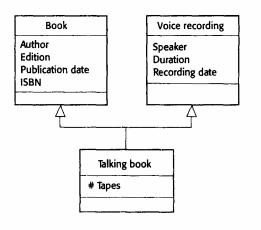 Book
Author
Edition
Publication date
ISBN
Voice recording
Speaker
Duration
Recording date
Talking book
# Tapes